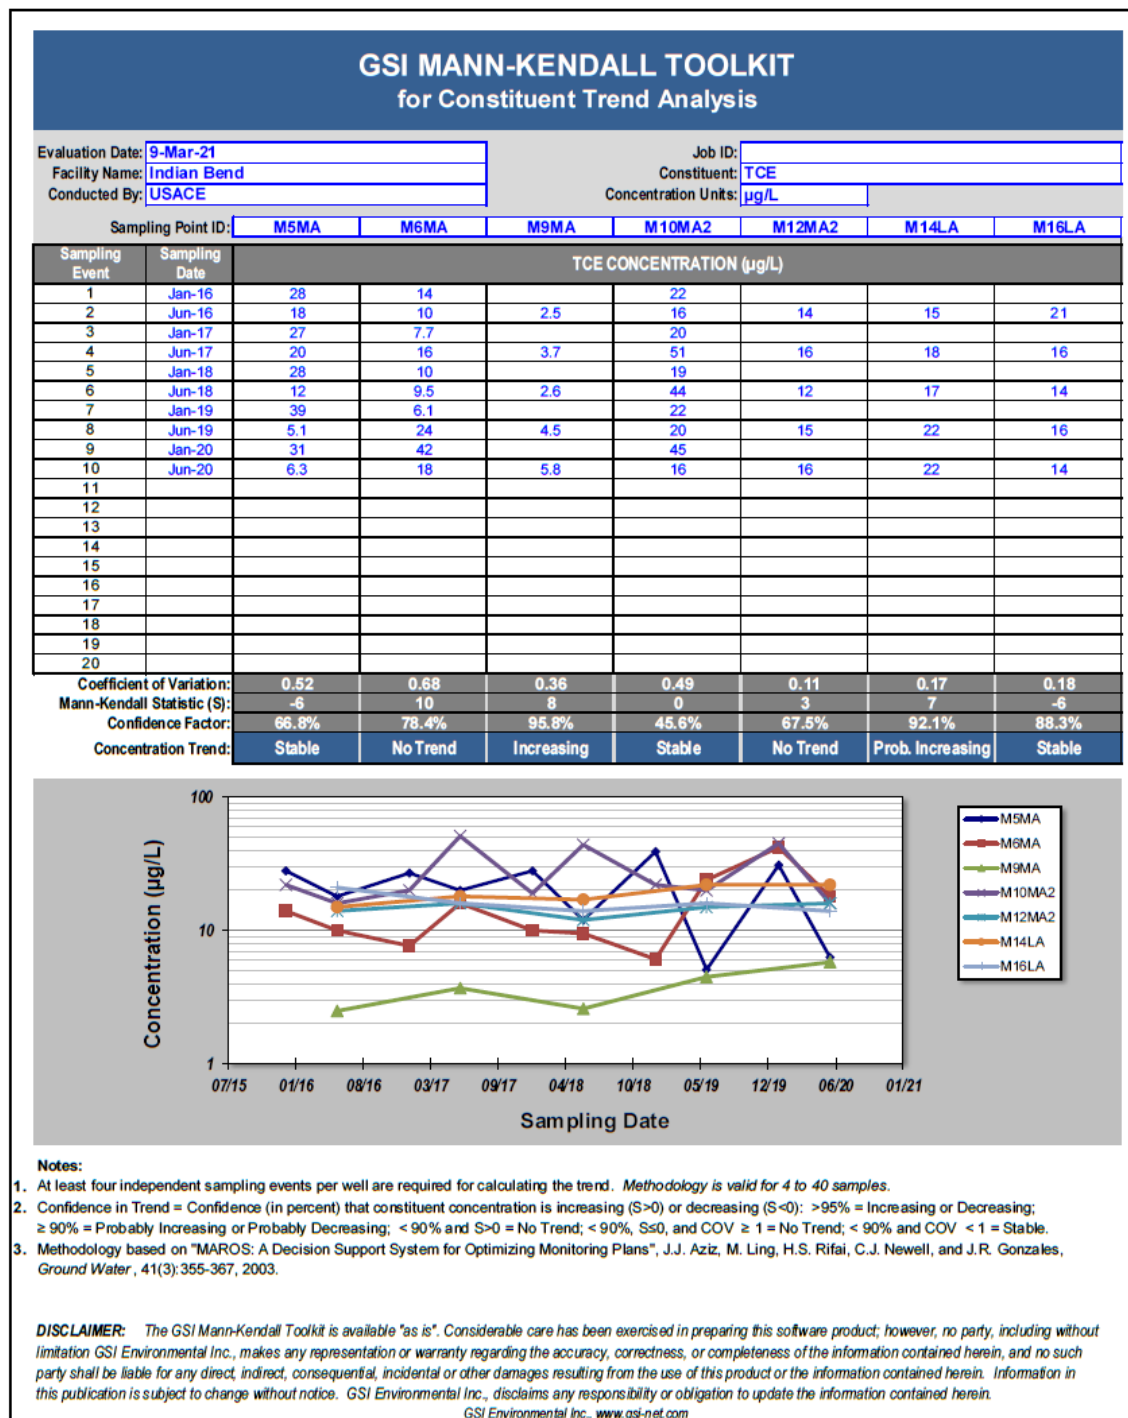 GSI MANN-KENDALL TOOLKIT
for Constituent Trend Analysis
Evaluation Date: 9-Mar-21 Job ID:
Facility Name: Indian Bend Constituent: TCE
Conducted By: USACE Concentration Units: µg/L
Sampling Point ID: M5MA M6MA M9MA M10MA2 M12MA2 M14LA M16LA
Sampling Event Sampling Date TCE CONCENTRATION (µg/L)
1 Jan-16 28 14 22
2 Jun-16 18 10 2.5 16 14 15 21
3 Jan-17 27 7.7 20
4 Jun-17 20 16 3.7 51 16 18 16
5 Jan-18 28 10 19
6 Jun-18 12 9.5 2.6 44 12 17 14
7 Jan-19 39 6.1 22
8 Jun-19 5.1 24 4.5 20 15 22 16
9 Jan-20 31 42 45
10 Jun-20 6.3 18 5.8 16 16 22 14
11
12
13
14
15
16
17
18
19
20
Coefficient of Variation: 0.52 0.68 0.36 0.49 0.11 0.17 0.18
Mann-Kendall Statistic (S): -6 10 8 0 3 7 -6
Confidence Factor: 66.8% 78.4% 95.8% 45.6% 67.5% 92.1% 88.3%
Concentration Trend: Stable No Trend Increasing Stable No Trend Prob. Increasing Stable
100
10
1
Concentration (µg/L)
07/15 01/16 08/16 03/17 09/17 04/18 10/18 05/19 12/19 06/20 01/21
Sampling Date
M5MA
M6MA
M9MA
M10MA2
M12MA2
M14LA
M16LA
Notes:
1. At least four independent sampling events per well are required for calculating the trend. Methodology is valid for 4 to 40 samples.
2. Confidence in Trend = Confidence (in percent) that constituent concentration is increasing (S>0) or decreasing (S<0): >95% = Increasing or Decreasing;
≥ 90% = Probably Increasing or Probably Decreasing; < 90% and S>0 = No Trend; < 90%, S≤0, and COV ≥ 1 = No Trend; < 90% and COV < 1 = Stable.
3. Methodology based on "MAROS: A Decision Support System for Optimizing Monitoring Plans", J.J. Aziz, M. Ling, H.S. Rifai, C.J. Newell, and J.R. Gonzales,
Ground Water, 41(3):355-367, 2003.
DISCLAIMER: The GSI Mann-Kendall Toolkit is available "as is". Considerable care has been exercised in preparing this software product; however, no party, including without
limitation GSI Environmental Inc., makes any representation or warranty regarding the accuracy, correctness, or completeness of the information contained herein, and no such
party shall be liable for any direct, indirect, consequential, incidental or other damages resulting from the use of this product or the information contained herein. Information in
this publication is subject to change without notice. GSI Environmental Inc., disclaims any responsibility or obligation to update the information contained herein.
GSI Environmental Inc., www.gsi-net.com